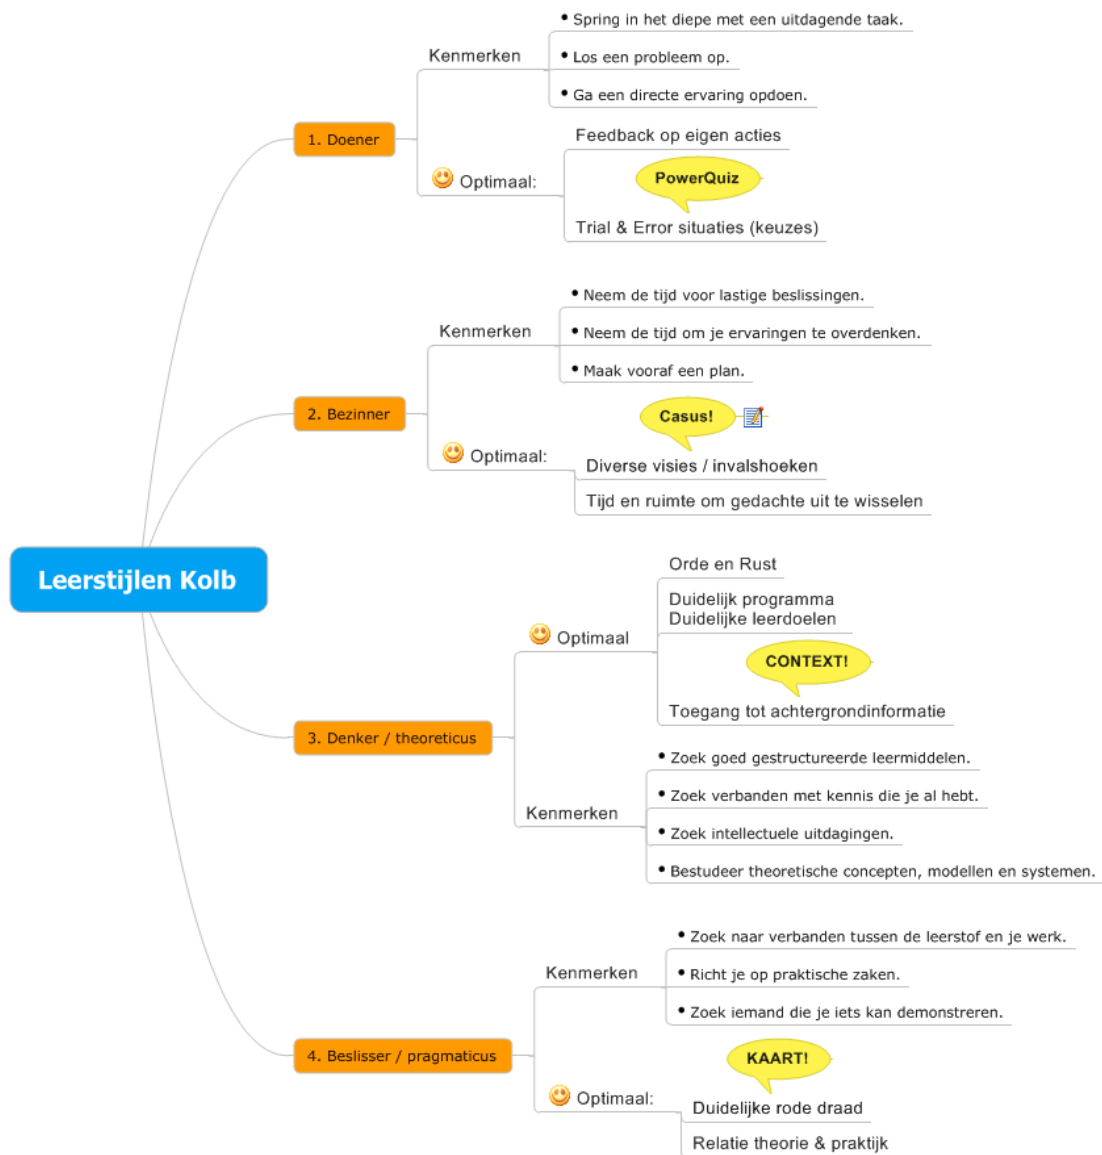 Leerstijlen Kolb
1. Doener
Kenmerken
• Spring in het diepe met een uitdagende taak.
• Los een probleem op.
• Ga een directe ervaring opdoen.
Optimaal:
Feedback op eigen acties
PowerQuiz
Trial & Error situaties (keuzes)
2. Bezinner
Kenmerken
• Neem de tijd voor lastige beslissingen.
• Neem de tijd om je ervaringen te overdenken.
• Maak vooraf een plan.
Optimaal:
Casus!
Diverse visies / invalshoeken
Tijd en ruimte om gedachte uit te wisselen
3. Denker / theoreticus
Optimaal
Orde en Rust
Duidelijk programma
Duidelijke leerdoelen
CONTEXT!
Toegang tot achtergrondinformatie
Kenmerken
• Zoek goed gestructureerde leermiddelen.
• Zoek verbanden met kennis die je al hebt.
• Zoek intellectuele uitdagingen.
• Bestudeer theoretische concepten, modellen en systemen.
4. Beslisser / pragmaticus
Kenmerken
• Zoek naar verbanden tussen de leerstof en je werk.
• Richt je op praktische zaken.
• Zoek iemand die je iets kan demonstreren.
Optimaal:
KAART!
Duidelijke rode draad
Relatie theorie & praktijk